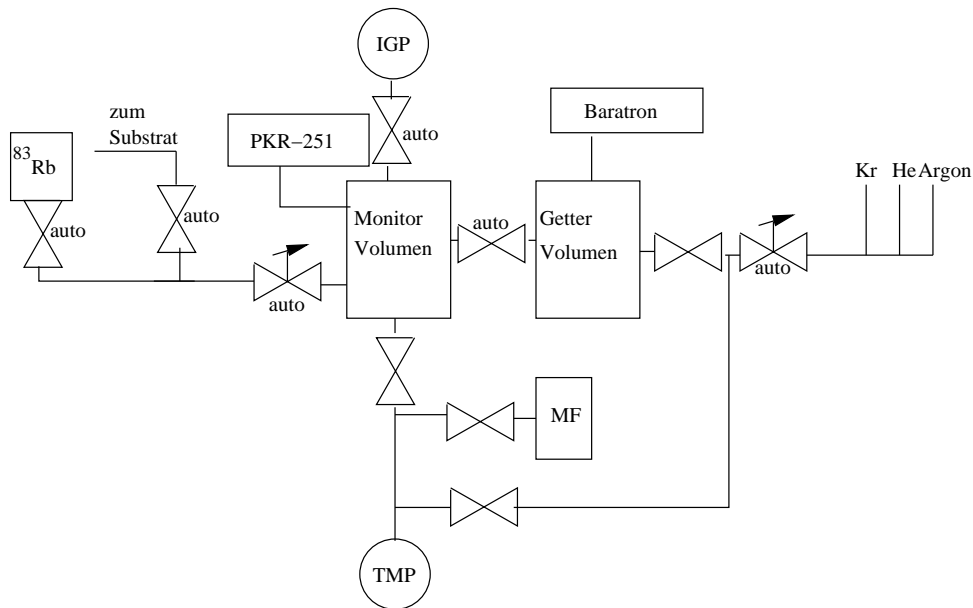 IGP
auto
Baratron
zum
Substrat
PKR−251
83Rb
auto
auto
Monitor
Volumen
auto
Getter
Volumen
Kr
He
Argon
auto
auto
MF
TMP